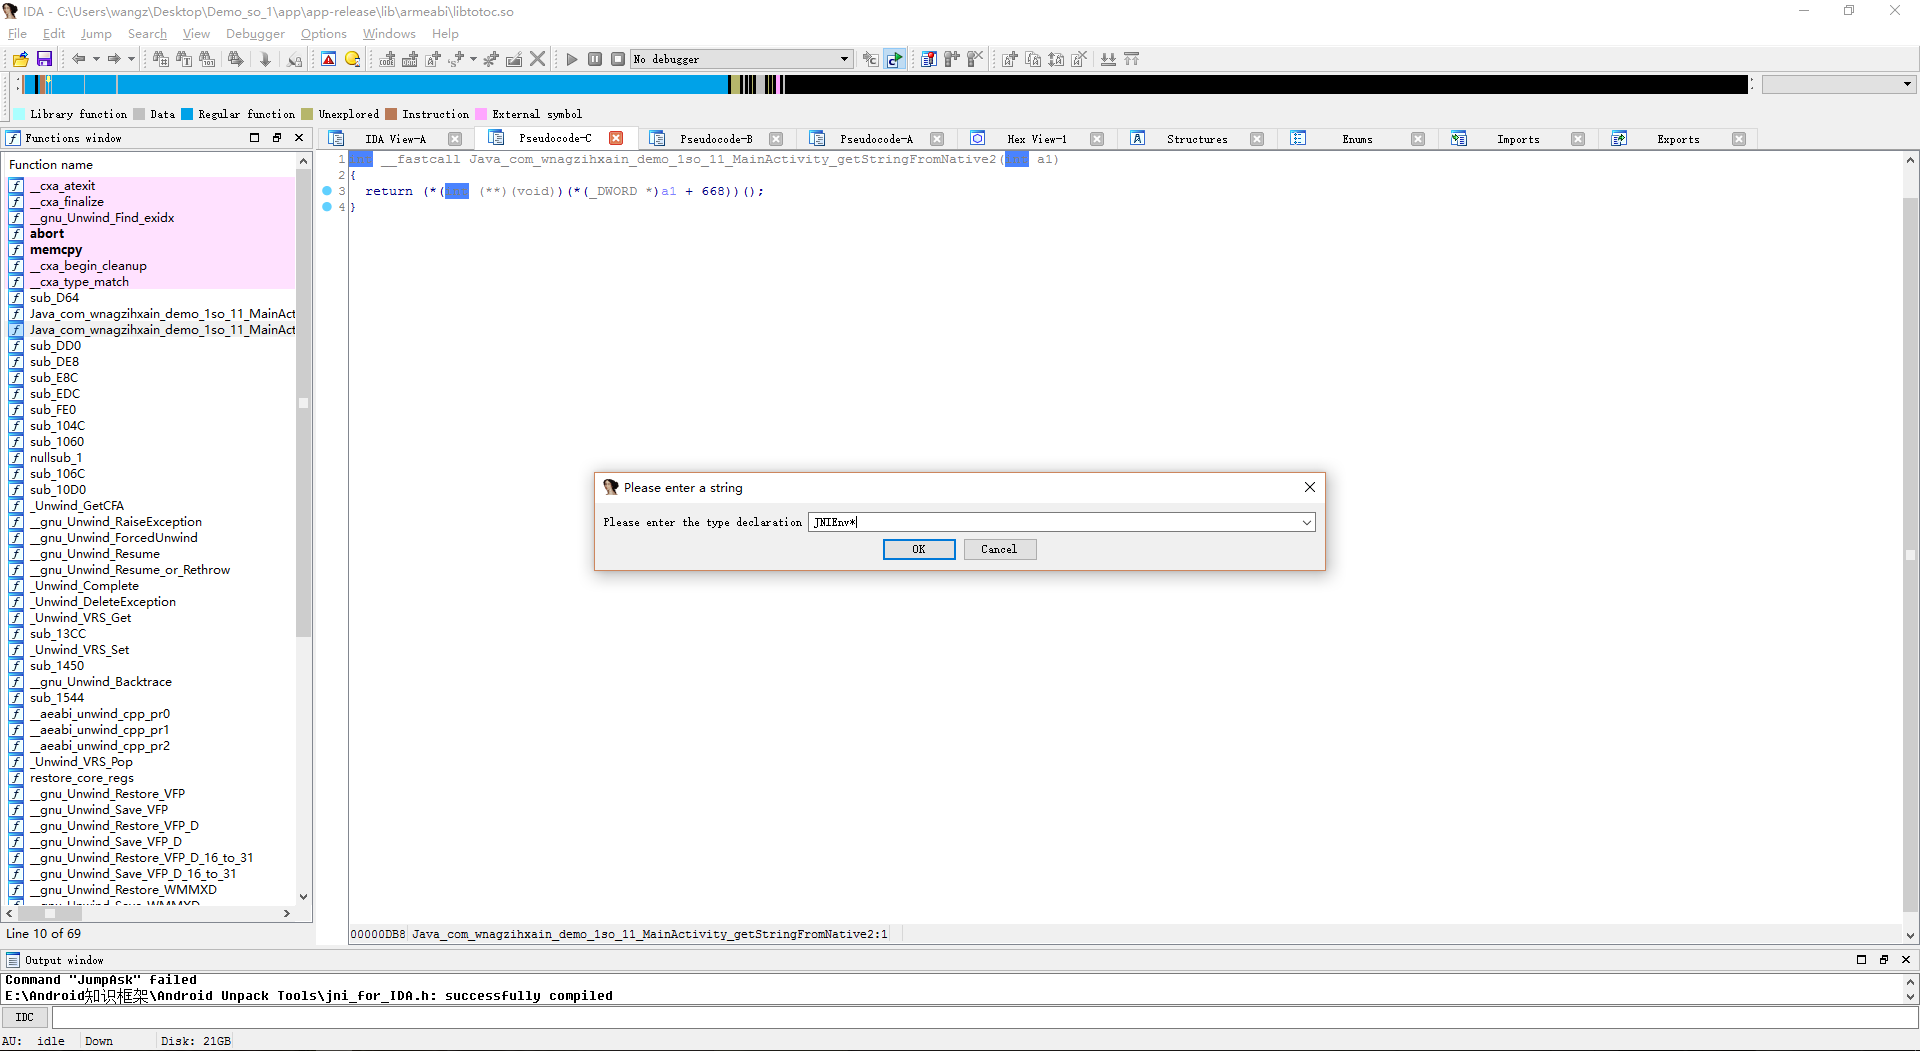 IDA - C:\Users\wangz\Desktop\Demo_so_1\app\app-release\lib\armeabi\libtotoc.so
File Edit Jump Search View Debugger Options Windows Help
No debugger
Library function Data Regular function Unexplored Instruction External symbol
Functions window
IDA View-A Pseudocode-C Pseudocode-B Pseudocode-A Hex View-1 Structures Enums Imports Exports
Function name
__cxa_atexit
__cxa_finalize
__gnu_Unwind_Find_exidx
abort
memcpy
__cxa_begin_cleanup
__cxa_type_match
sub_D64
Java_com_wnagzihxain_demo_1so_11_MainAct
Java_com_wnagzihxain_demo_1so_11_MainAct
sub_DD0
sub_DE8
sub_E8C
sub_EDC
sub_FE0
sub_104C
sub_1060
nullsub_1
sub_106C
sub_10D0
_Unwind_GetCFA
__gnu_Unwind_RaiseException
__gnu_Unwind_ForcedUnwind
__gnu_Unwind_Resume
__gnu_Unwind_Resume_or_Rethrow
_Unwind_Complete
_Unwind_DeleteException
_Unwind_VRS_Get
sub_13CC
_Unwind_VRS_Set
sub_1450
__gnu_Unwind_Backtrace
sub_1544
__aeabi_unwind_cpp_pr0
__aeabi_unwind_cpp_pr1
__aeabi_unwind_cpp_pr2
_Unwind_VRS_Pop
restore_core_regs
__gnu_Unwind_Restore_VFP
__gnu_Unwind_Save_VFP
__gnu_Unwind_Restore_VFP_D
__gnu_Unwind_Save_VFP_D
__gnu_Unwind_Restore_VFP_D_16_to_31
__gnu_Unwind_Save_VFP_D_16_to_31
__gnu_Unwind_Restore_WMMXD
__gnu_Unwind_Save_WMMXD
Line 10 of 69
1 int __fastcall Java_com_wnagzihxain_demo_1so_11_MainActivity_getStringFromNative2(int a1)
2 {
3 return (*(int (**)(void))(*(_DWORD *)a1 + 668))();
4 }
Please enter a string
Please enter the type declaration JNIEnv*
OK Cancel
00000DB8 Java_com_wnagzihxain_demo_1so_11_MainActivity_getStringFromNative2:1
Output window
Command "JumpAsk" failed
E:\Android知识框架\Android Unpack Tools\jni_for_IDA.h: successfully compiled
IDC
AU: idle Down Disk: 21GB